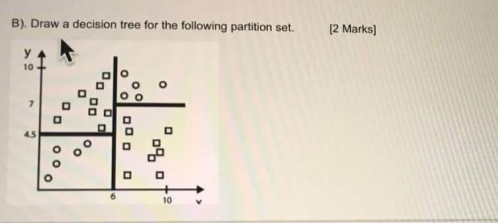 B). Draw a decision tree for the following partition set. [2 Marks]
y
10
7
4.5
6
10
v